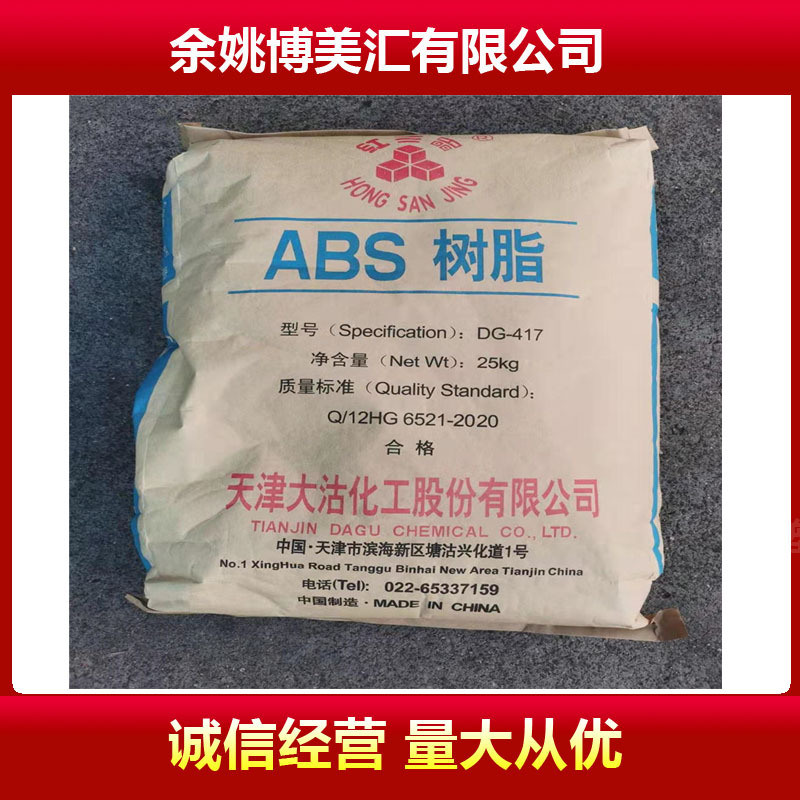 余姚博美汇有限公司
红三晶®
HONG SAN JING
ABS 树脂
型号（Specification）：DG-417
净含量（Net Wt）：25kg
质量标准（Quality Standard）：
Q/12HG 6521-2020
合格
天津大沽化工股份有限公司
TIANJIN DAGU CHEMICAL CO., LTD.
中国·天津市滨海新区塘沽兴化道1号
No.1 XingHua Road Tanggu Binhai New Area Tianjin China
电话(Tel): 022-65337159
中国制造·MADE IN CHINA
诚信经营 量大从优